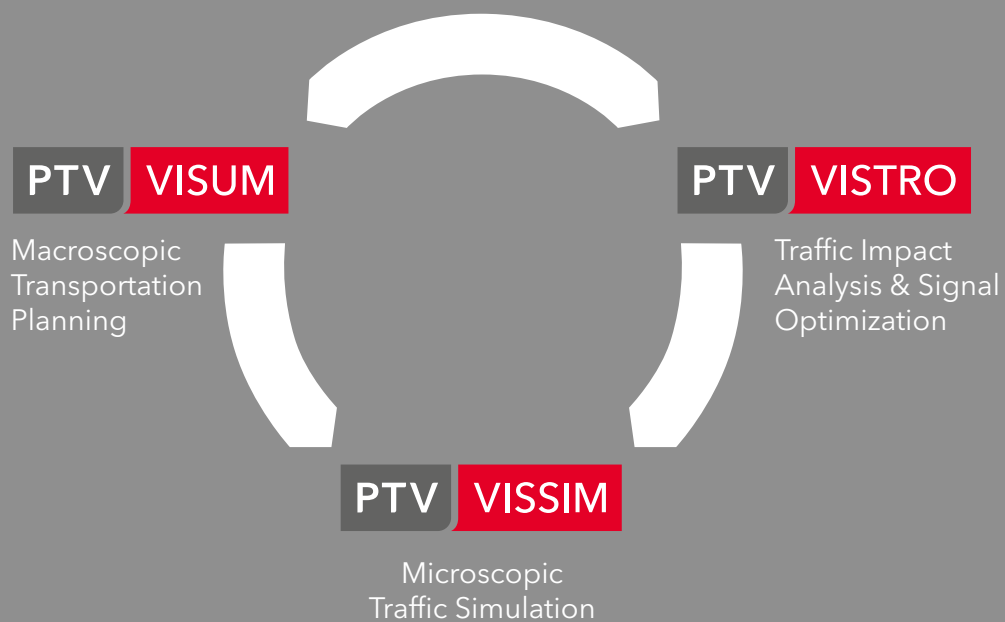 PTV VISUM
Macroscopic
Transportation
Planning
PTV VISTRO
Traffic Impact
Analysis & Signal
Optimization
PTV VISSIM
Microscopic
Traffic Simulation